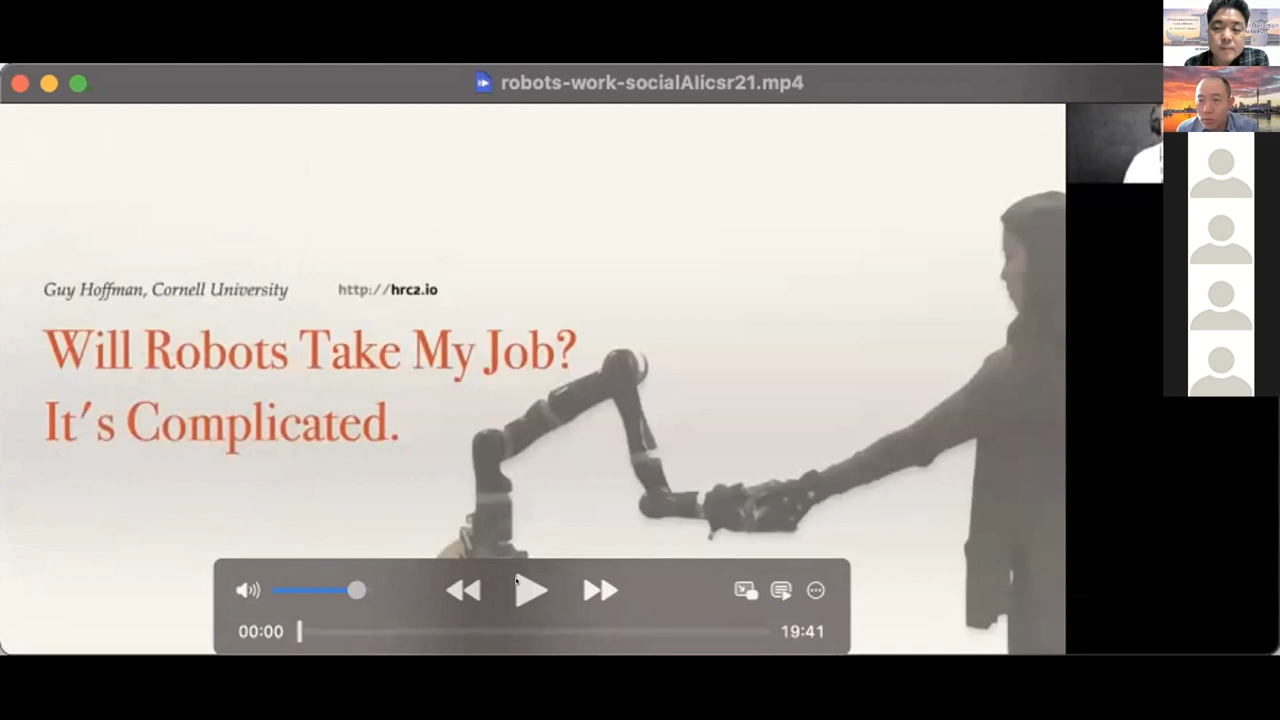 robots-work-socialAIicsr21.mp4
Guy Hoffman, Cornell University
http://hrc2.io
Will Robots Take My Job?
It's Complicated.
00:00
19:41